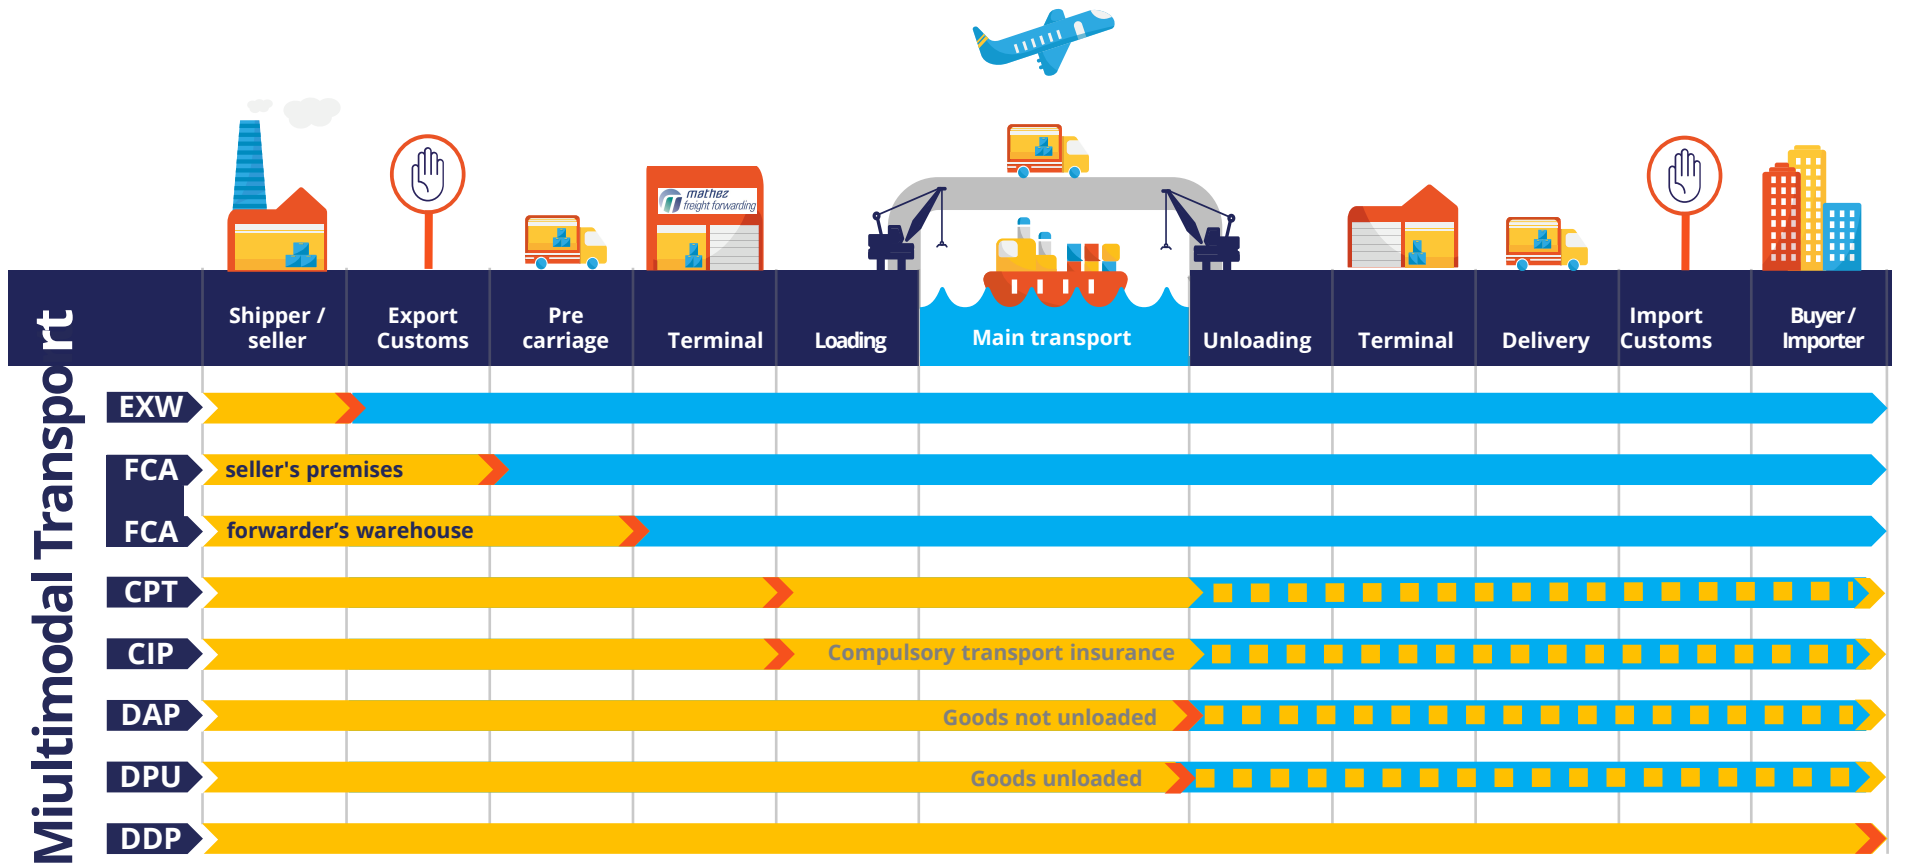 mathez
freight forwarding
Shipper /
seller
Export
Customs
Pre
carriage
Terminal
Loading
Main transport
Unloading
Terminal
Delivery
Import
Customs
Buyer /
Importer
Miultimodal Transport
EXW
FCA
seller's premises
FCA
forwarder’s warehouse
CPT
CIP
Compulsory transport insurance
DAP
Goods not unloaded
DPU
Goods unloaded
DDP